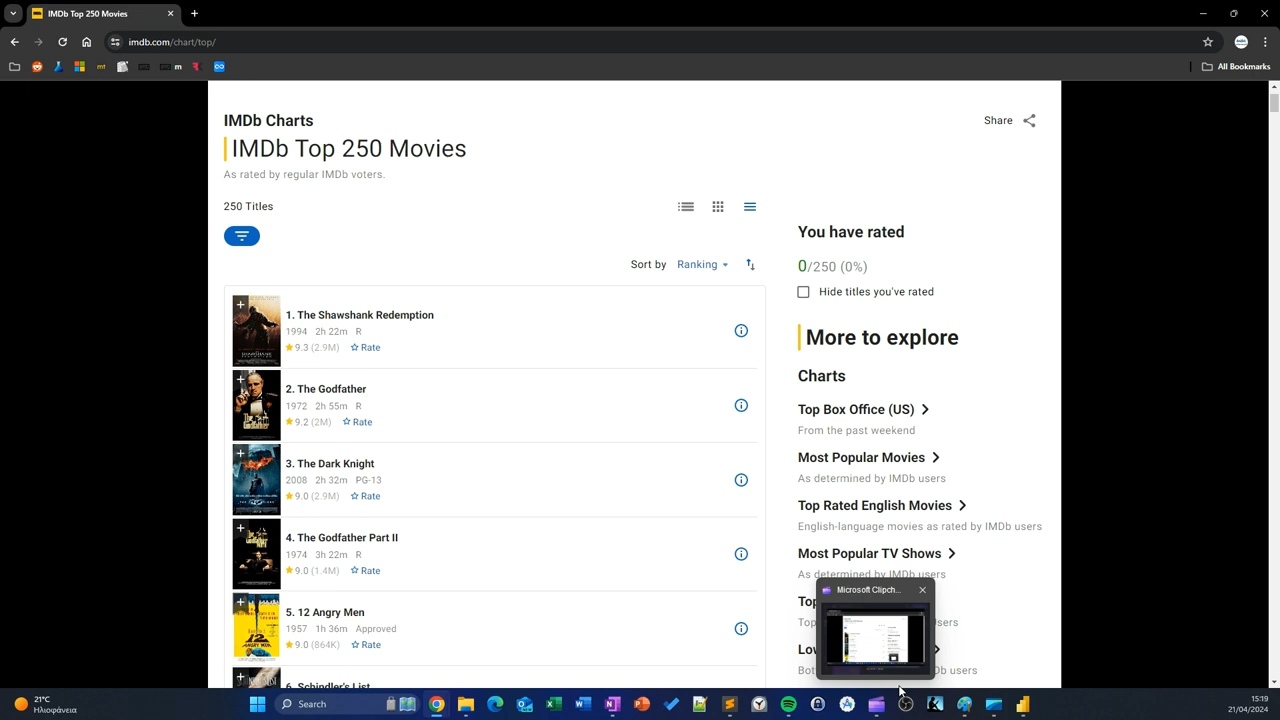 IMDb Top 250 Movies
imdb.com/chart/top/
mt
m
All Bookmarks
IMDb Charts
Share
IMDb Top 250 Movies
As rated by regular IMDb voters.
250 Titles
Sort by Ranking
You have rated
0/250 (0%)
Hide titles you've rated
1. The Shawshank Redemption
1994 2h 22m R
9.3 (2.9M) Rate
2. The Godfather
1972 2h 55m R
9.2 (2M) Rate
3. The Dark Knight
2008 2h 32m PG-13
9.0 (2.9M) Rate
4. The Godfather Part II
1974 3h 22m R
9.0 (1.4M) Rate
5. 12 Angry Men
1957 1h 36m Approved
9.0 (864K) Rate
6. Schindler's List
More to explore
Charts
Top Box Office (US)
From the past weekend
Most Popular Movies
As determined by IMDb users
Top Rated English Movies
English-language movies as rated by IMDb users
Most Popular TV Shows
As determined by IMDb users
Microsoft Clipch...
21°C
Ηλιοφάνεια
Search
15:19
21/04/2024